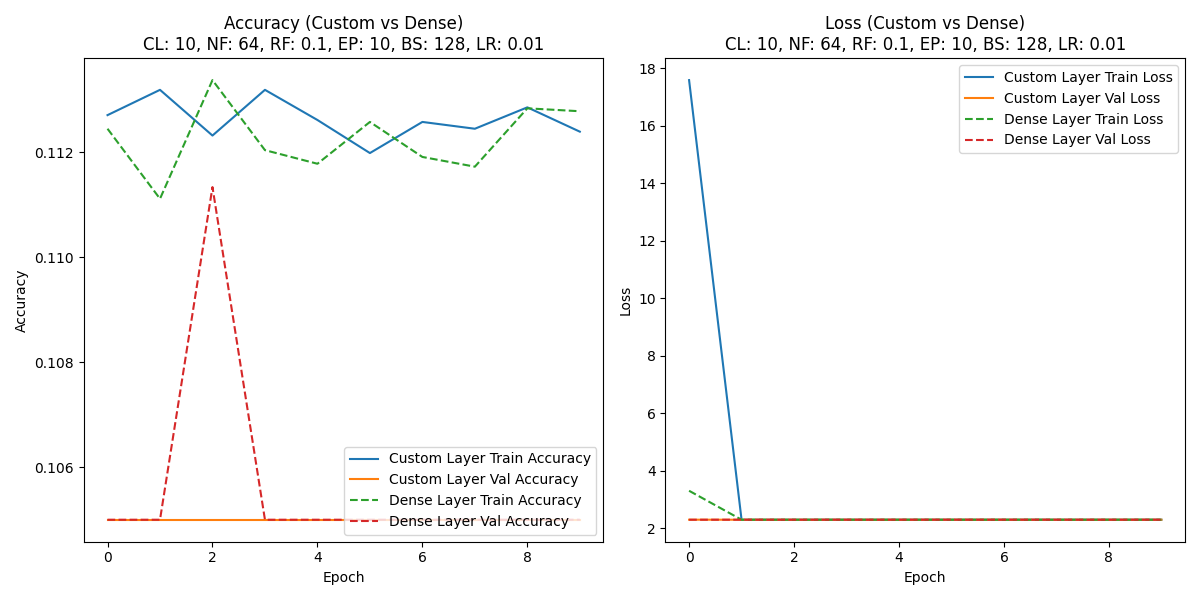 Accuracy (Custom vs Dense)
CL: 10, NF: 64, RF: 0.1, EP: 10, BS: 128, LR: 0.01
0.112
0.110
0.108
0.106
Accuracy
Custom Layer Train Accuracy
Custom Layer Val Accuracy
Dense Layer Train Accuracy
Dense Layer Val Accuracy
0 2 4 6 8
Epoch
Loss (Custom vs Dense)
CL: 10, NF: 64, RF: 0.1, EP: 10, BS: 128, LR: 0.01
18
16
14
12
10
8
6
4
2
Loss
Custom Layer Train Loss
Custom Layer Val Loss
Dense Layer Train Loss
Dense Layer Val Loss
0 2 4 6 8
Epoch